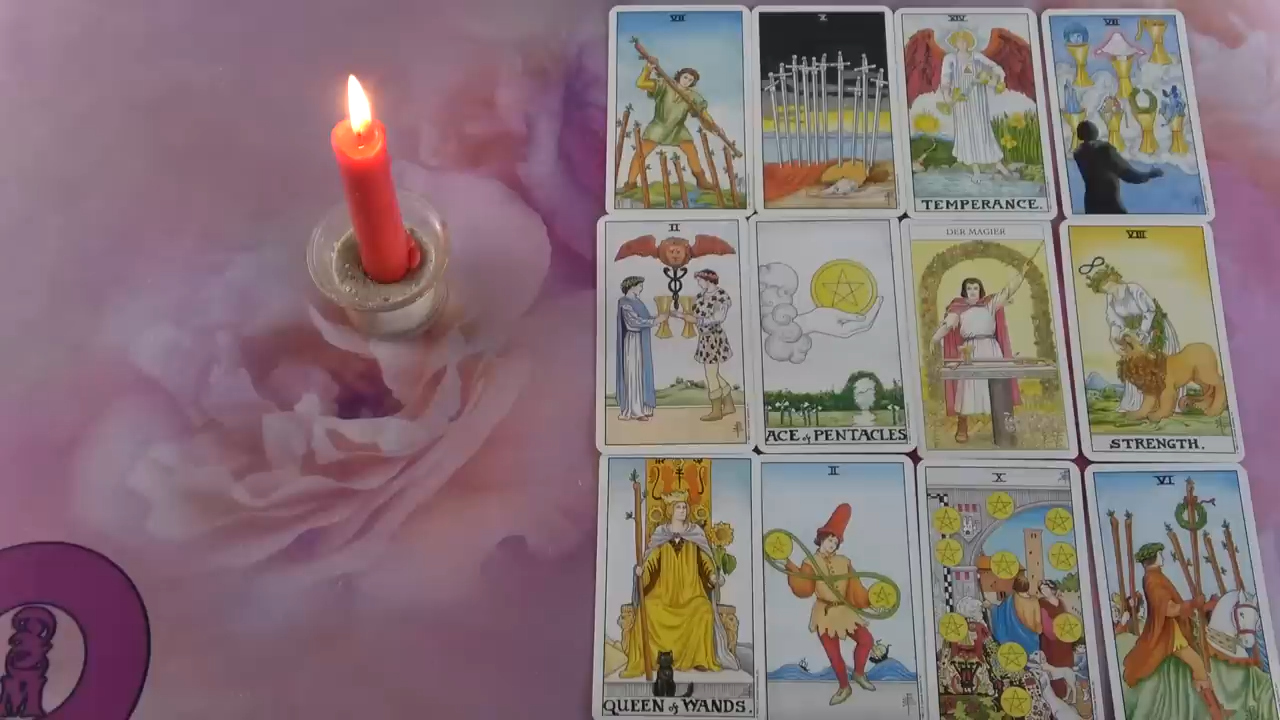 VII
X
XIV
TEMPERANCE.
VII
II
ACE of PENTACLES
DER MAGIER
VIII
STRENGTH.
QUEEN of WANDS.
II
X
VI